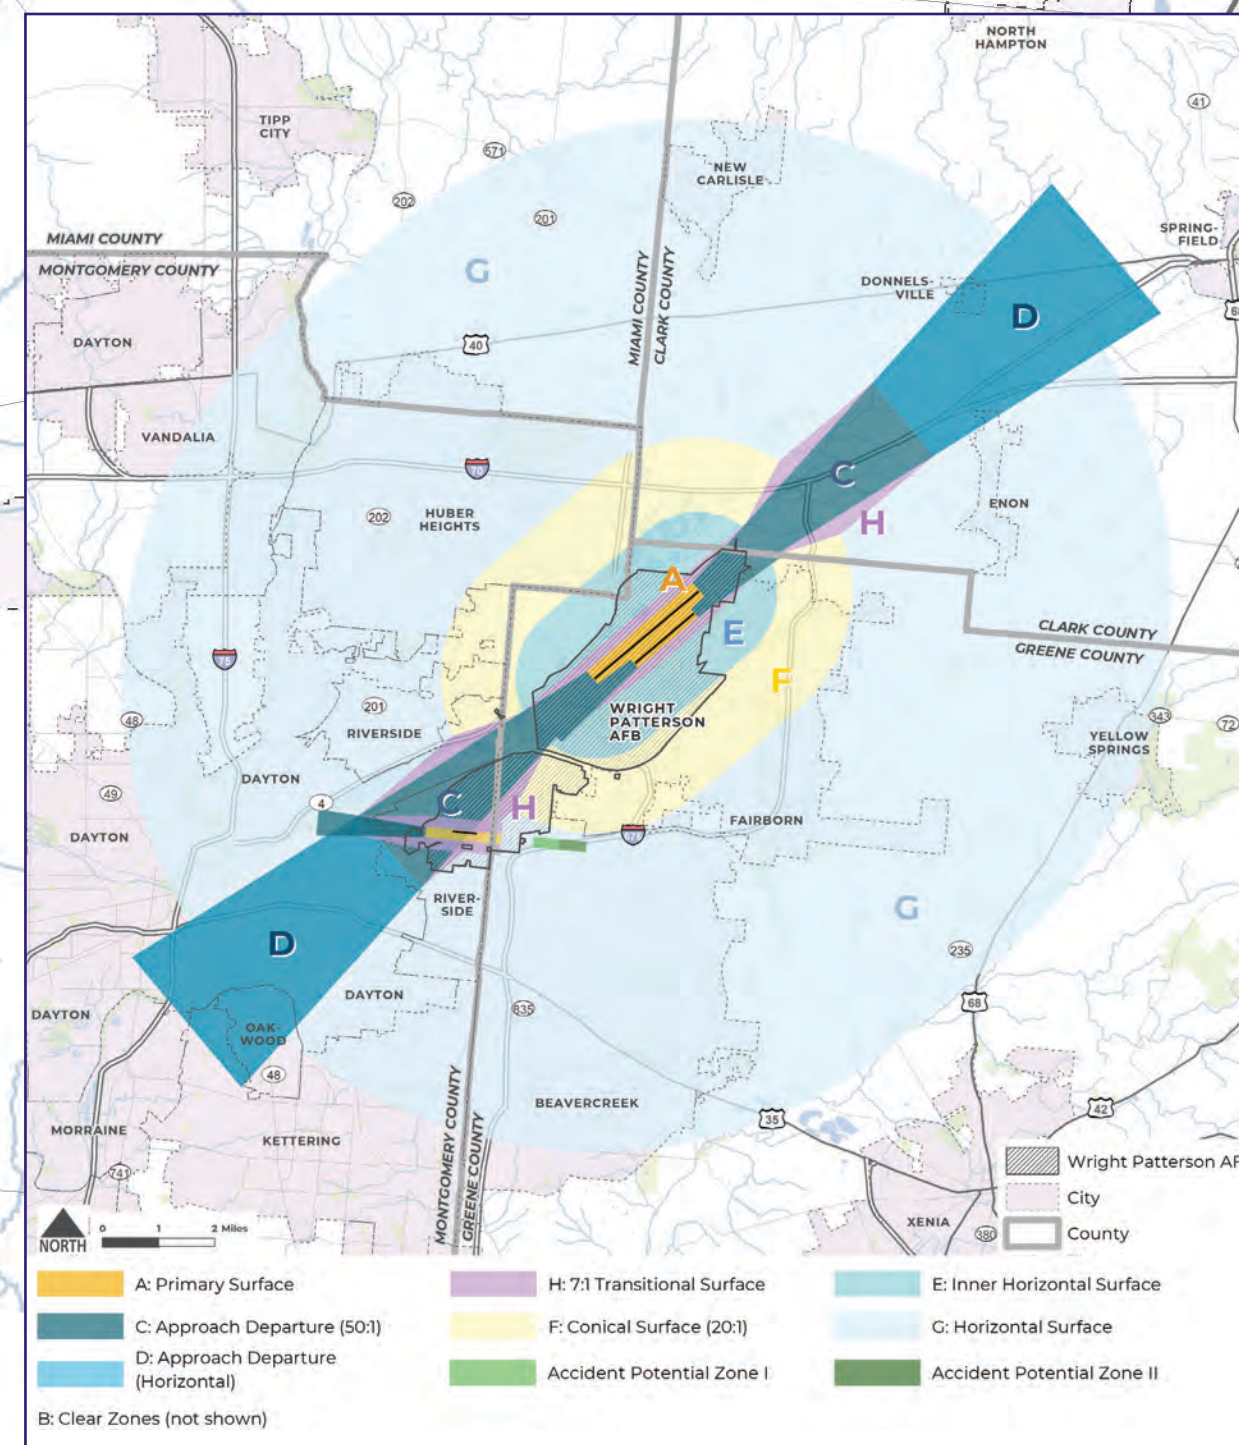 NORTH
HAMPTON
41
TIPP
CITY
571
NEW
CARLISLE
202
201
SPRING-
FIELD
MIAMI COUNTY
MONTGOMERY COUNTY
G
MIAMI COUNTY
CLARK COUNTY
DONNELS-
VILLE
D
68
40
DAYTON
VANDALIA
70
C
HUBER
HEIGHTS
202
ENON
H
A
E
CLARK COUNTY
GREENE COUNTY
75
F
WRIGHT
PATTERSON
AFB
201
RIVERSIDE
48
343
72
YELLOW
SPRINGS
DAYTON
49
4
C
H
FAIRBORN
DAYTON
RIVER-
SIDE
G
D
235
DAYTON
68
835
DAYTON
OAK-
WOOD
48
BEAVERCREEK
35
42
MORRAINE
KETTERING
741
MONTGOMERY COUNTY
GREENE COUNTY
XENIA
380
Wright Patterson AF
City
County
NORTH
0 1 2 Miles
A: Primary Surface
H: 7:1 Transitional Surface
E: Inner Horizontal Surface
C: Approach Departure (50:1)
F: Conical Surface (20:1)
G: Horizontal Surface
D: Approach Departure
(Horizontal)
Accident Potential Zone I
Accident Potential Zone II
B: Clear Zones (not shown)